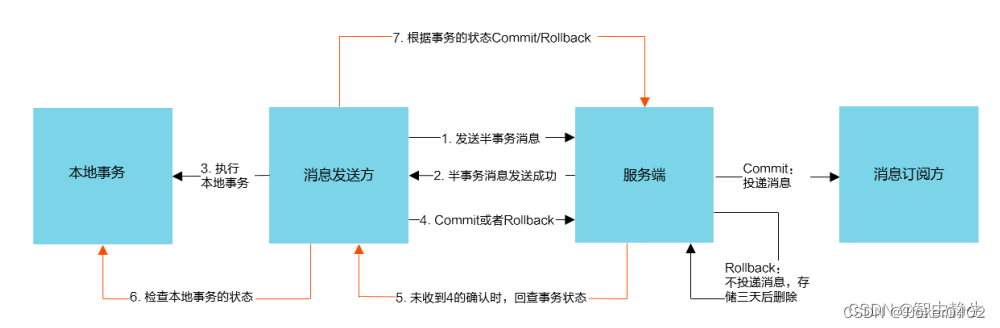 7. 根据事务的状态Commit/Rollback
本地事务
3. 执行
本地事务
消息发送方
1. 发送半事务消息
2. 半事务消息发送成功
4. Commit或者Rollback
服务端
Commit：
投递消息
消息订阅方
Rollback：
不投递消息，存
储三天后删除
6. 检查本地事务的状态
5. 未收到4的确认时，回查事务状态